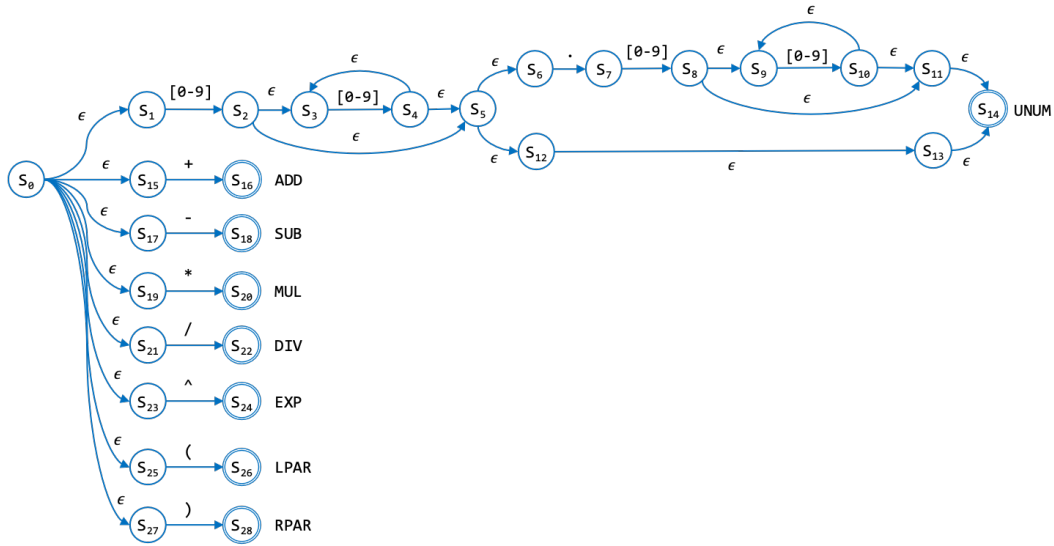 ϵ
ϵ [0-9] ϵ ϵ
. [0-9] ϵ [0-9] ϵ ϵ
S₆ S₇ S₈ S₉ S₁₀ S₁₁
[0-9] ϵ [0-9] ϵ ϵ
ϵ S₁ S₂ S₃ S₄ S₅ S₁₄ UNUM
ϵ ϵ S₁₂ ϵ S₁₃ ϵ
S₀ ϵ S₁₅ + S₁₆ ADD
ϵ S₁₇ - S₁₈ SUB
ϵ S₁₉ * S₂₀ MUL
ϵ S₂₁ / S₂₂ DIV
ϵ S₂₃ ^ S₂₄ EXP
ϵ S₂₅ ( S₂₆ LPAR
ϵ S₂₇ ) S₂₈ RPAR